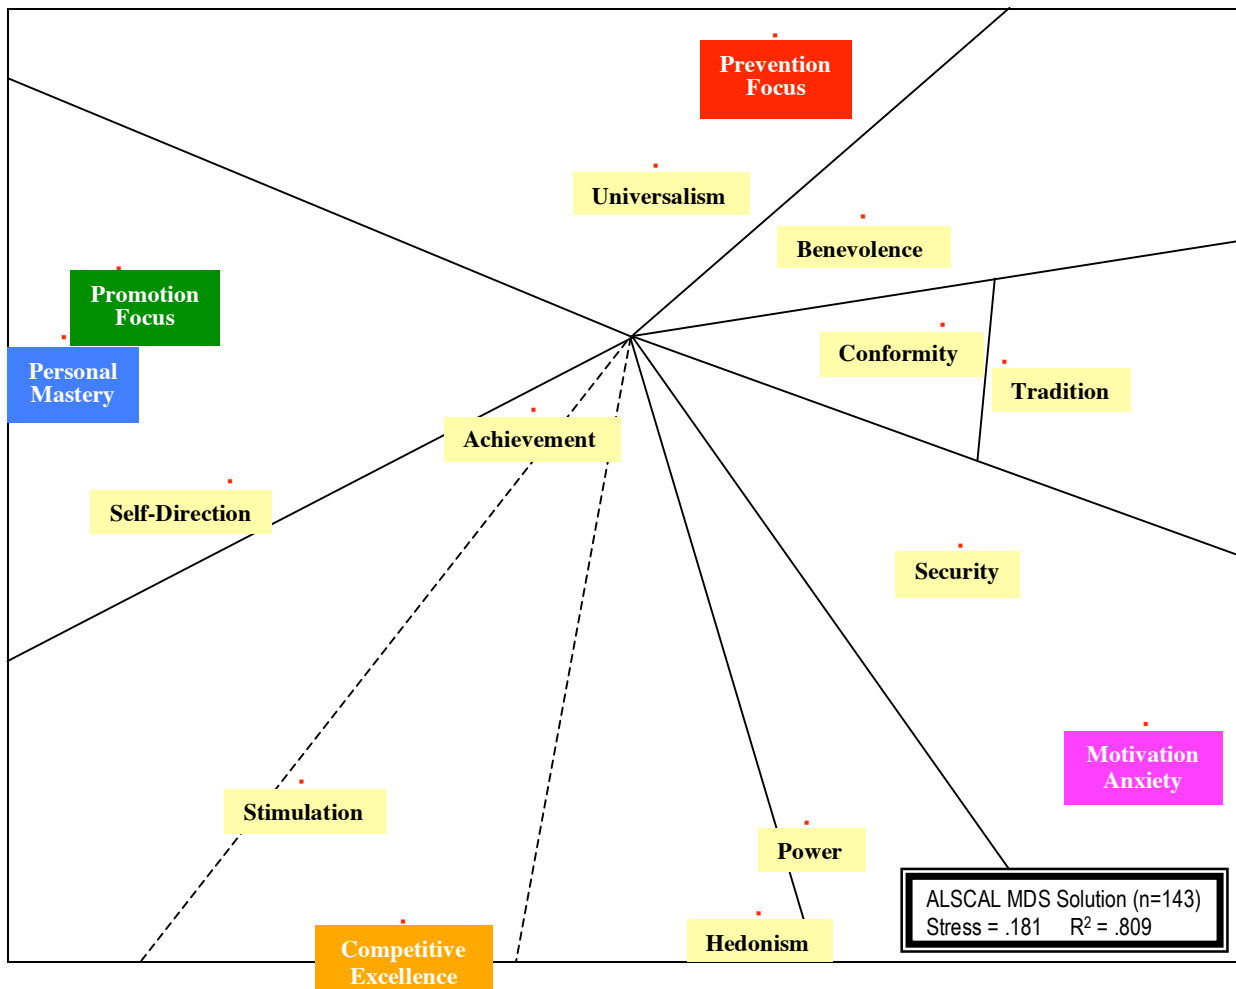 Prevention
Focus
Universalism
Benevolence
Promotion
Focus
Conformity
Personal
Mastery
Tradition
Achievement
Self-Direction
Security
Motivation
Anxiety
Stimulation
Power
ALSCAL MDS Solution (n=143)
Stress = .181 R² = .809
Hedonism
Competitive
Excellence